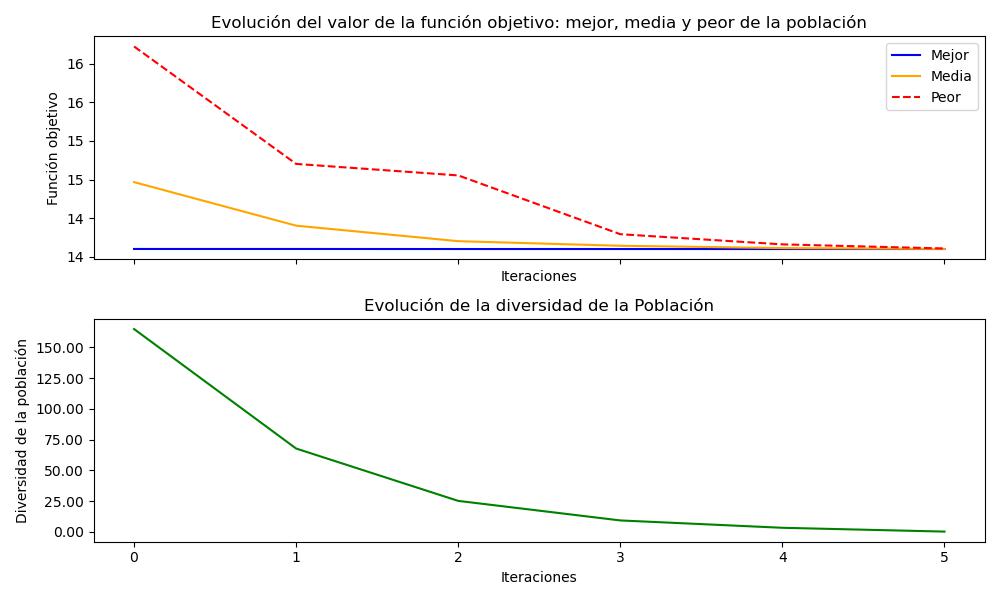 Evolución del valor de la función objetivo: mejor, media y peor de la población
Función objetivo
16
16
15
15
14
14
Mejor
Media
Peor
Iteraciones
Evolución de la diversidad de la Población
Diversidad de la población
150.00
125.00
100.00
75.00
50.00
25.00
0.00
0 1 2 3 4 5
Iteraciones